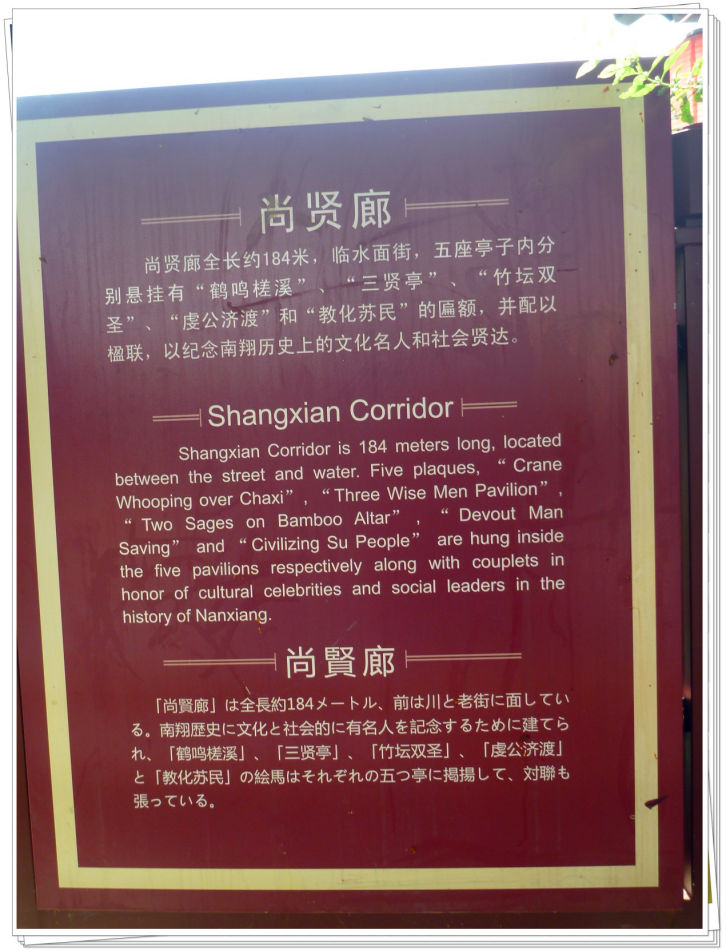 尚贤廊
尚贤廊全长约184米，临水面街，五座亭子内分
别悬挂有“鹤鸣槎溪”、“三贤亭”、“竹坛双
圣”、“虔公济渡”和“教化苏民”的匾额，并配以
楹联，以纪念南翔历史上的文化名人和社会贤达。
Shangxian Corridor
Shangxian Corridor is 184 meters long, located
between the street and water. Five plaques, “ Crane
Whooping over Chaxi” , “ Three Wise Men Pavilion” ,
“ Two Sages on Bamboo Altar” , “ Devout Man
Saving” and “ Civilizing Su People” are hung inside
the five pavilions respectively along with couplets in
honor of cultural celebrities and social leaders in the
history of Nanxiang.
尚賢廊
「尚賢廊」は全長約184メートル、前は川と老街に面してい
る。南翔歴史に文化と社会的に有名人を記念するために建てら
れ、「鹤鸣槎溪」、「三贤亭」、「竹坛双圣」、「虔公济渡」
と「教化苏民」の絵馬はそれぞれの五つ亭に掲揚して、対聯も
張っている。